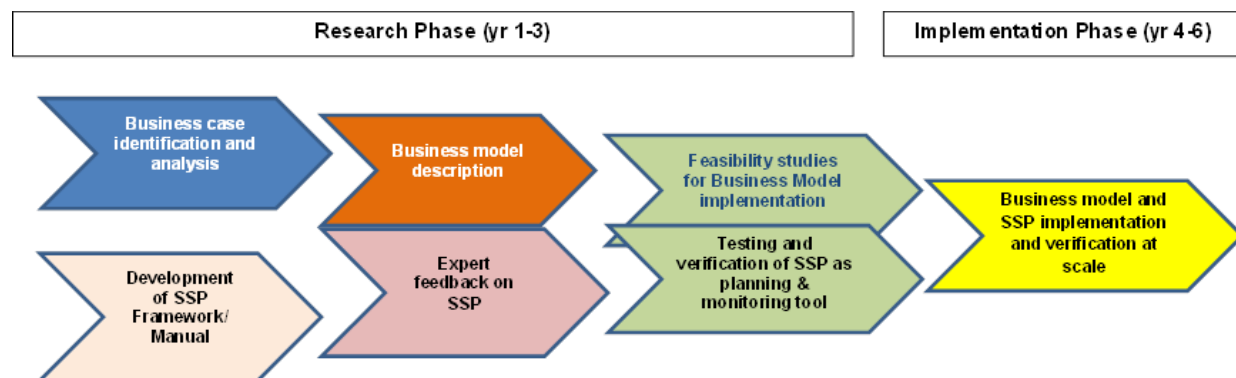 Research Phase (yr 1-3)
Implementation Phase (yr 4-6)
Business case
identification and
analysis
Business model
description
Feasibility studies
for Business Model
implementation
Business model and
SSP implementation
and verification at
scale
Development
of SSP
Framework/
Manual
Expert
feedback on
SSP
Testing and
verification of SSP as
planning &
monitoring tool